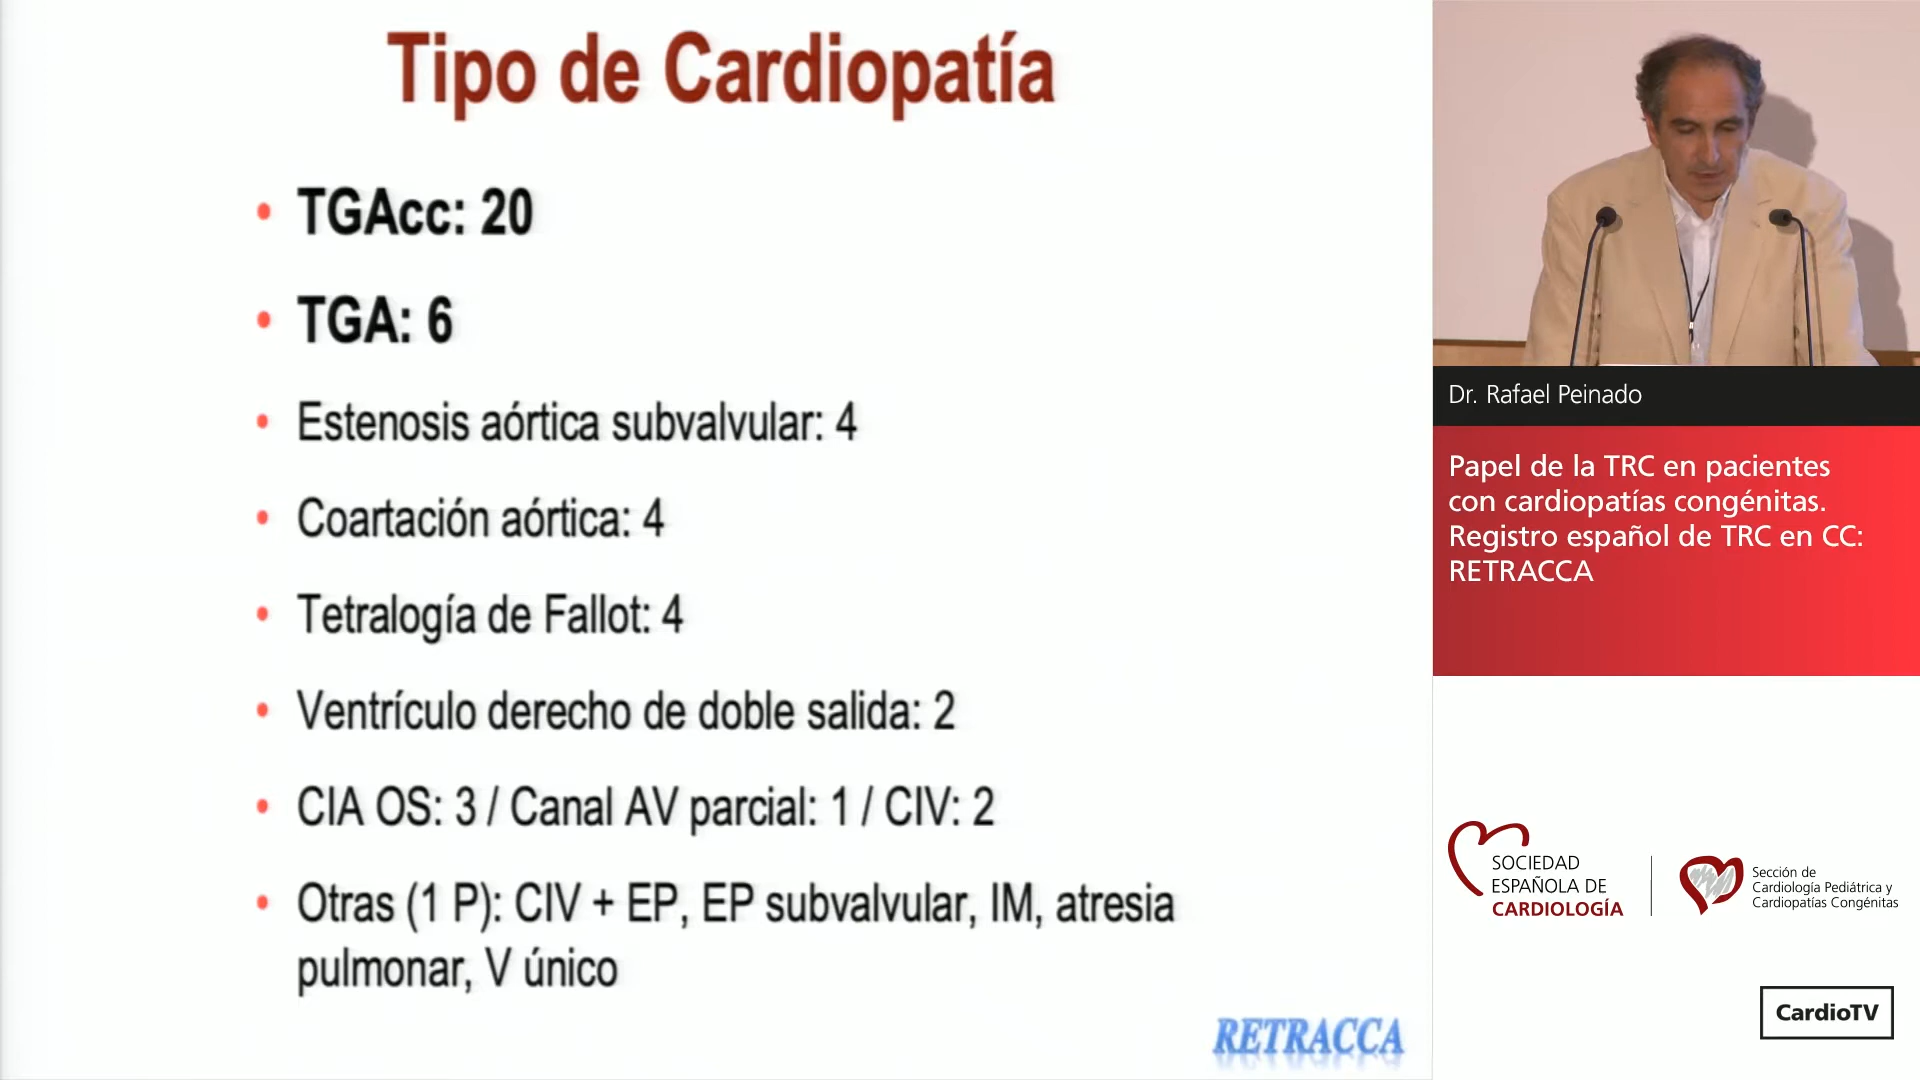 Tipo de Cardiopatía
• TGAcc: 20
• TGA: 6
• Estenosis aórtica subvalvular: 4
• Coartación aórtica: 4
• Tetralogía de Fallot: 4
• Ventrículo derecho de doble salida: 2
• CIA OS: 3 / Canal AV parcial: 1 / CIV: 2
• Otras (1 P): CIV + EP, EP subvalvular, IM, atresia
pulmonar, V único
RETRACCA
Dr. Rafael Peinado
Papel de la TRC en pacientes
con cardiopatías congénitas.
Registro español de TRC en CC:
RETRACCA
SOCIEDAD
ESPAÑOLA DE
CARDIOLOGÍA
Sección de
Cardiología Pediátrica y
Cardiopatías Congénitas
CardioTV